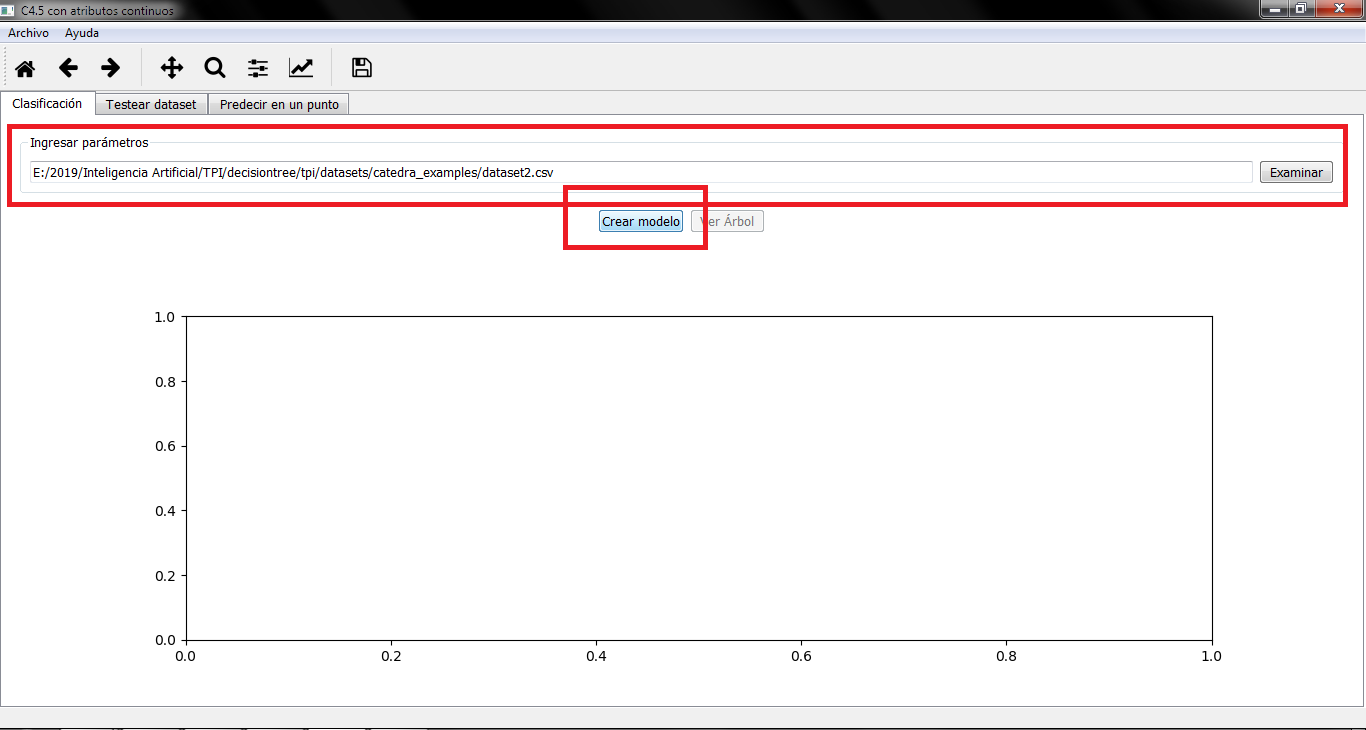 C4.5 con atributos continuos
Archivo Ayuda
Clasificación Testear dataset Predecir en un punto
Ingresar parámetros
E:/2019/Inteligencia Artificial/TPI/decisiontree/tpi/datasets/catedra_examples/dataset2.csv Examinar
Crear modelo Ver Árbol
1.0
0.8
0.6
0.4
0.2
0.0
0.0 0.2 0.4 0.6 0.8 1.0